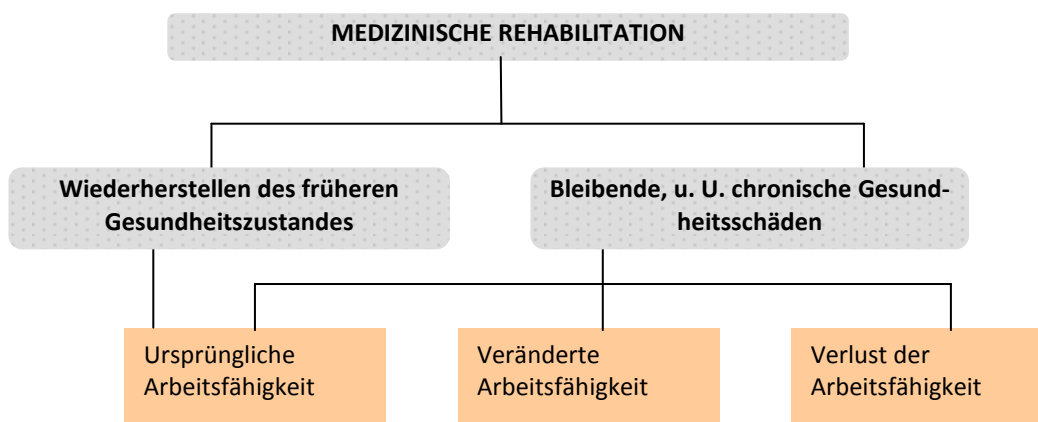 MEDIZINISCHE REHABILITATION
Wiederherstellen des früheren
Gesundheitszustandes
Bleibende, u. U. chronische Gesund-
heitsschäden
Ursprüngliche
Arbeitsfähigkeit
Veränderte
Arbeitsfähigkeit
Verlust der
Arbeitsfähigkeit